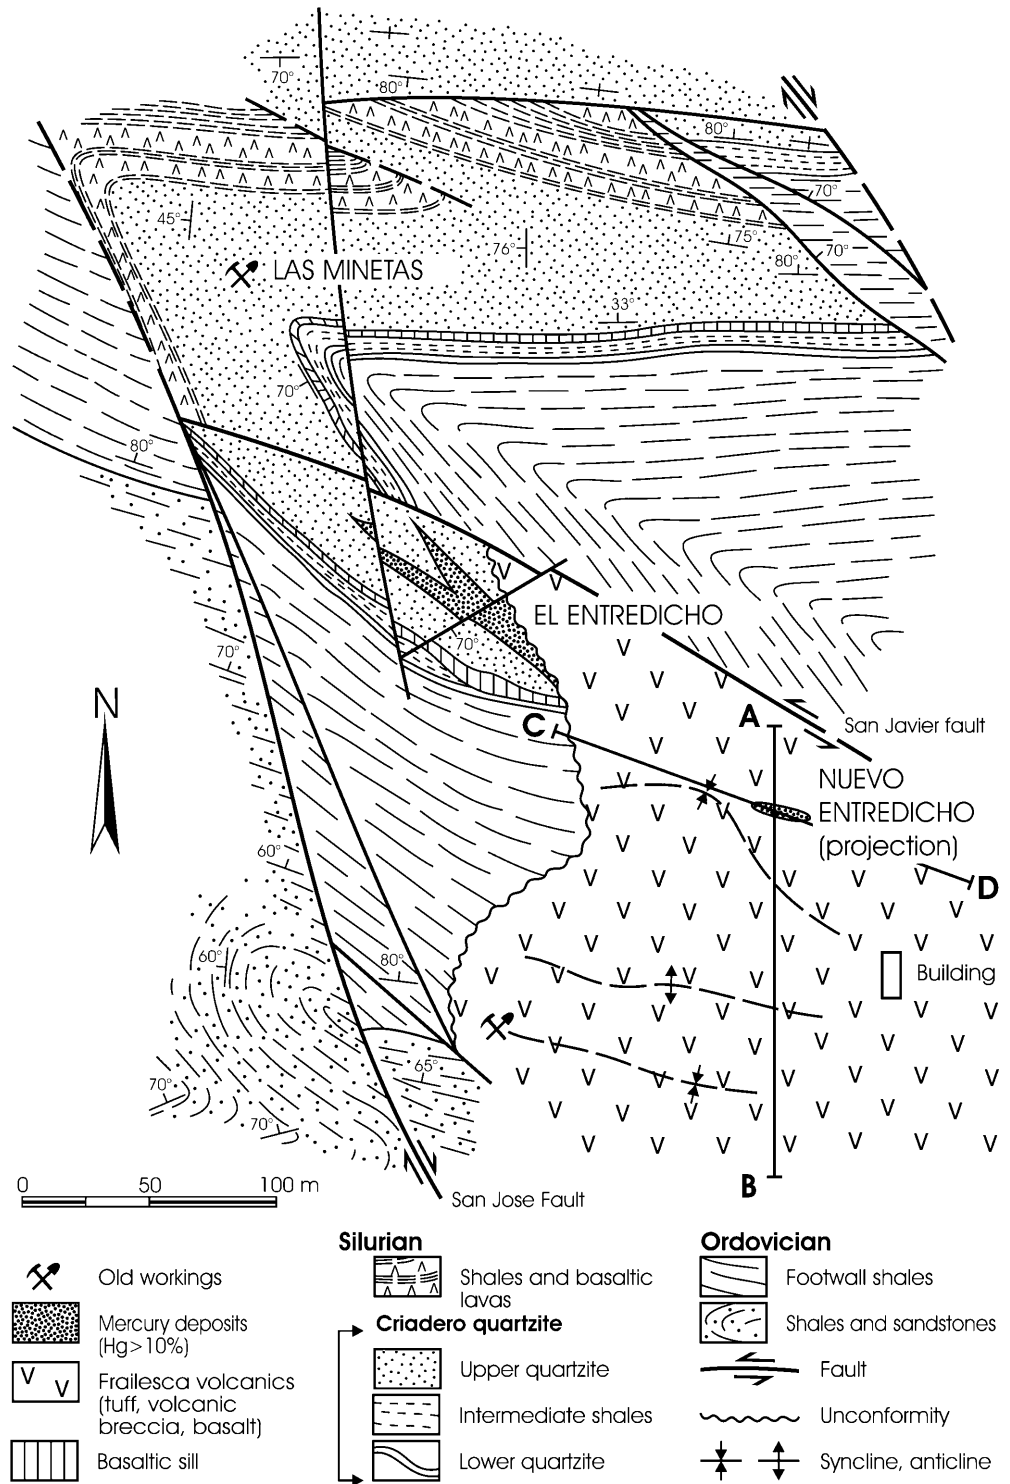 70°
80°
80°
70°
45°
76°
75°
70°
80°
LAS MINETAS
33°
70°
80°
EL ENTREDICHO
70°
70°
N
C
A
San Javier fault
NUEVO
ENTREDICHO
(projection)
60°
D
60°
80°
Building
65°
70°
70°
B
0 50 100 m
San Jose Fault
Old workings
Mercury deposits
(Hg>10%)
Frailesca volcanics
(tuff, volcanic
breccia, basalt)
Basaltic sill
Silurian
Shales and basaltic
lavas
Criadero quartzite
Upper quartzite
Intermediate shales
Lower quartzite
Ordovician
Footwall shales
Shales and sandstones
Fault
Unconformity
Syncline, anticline